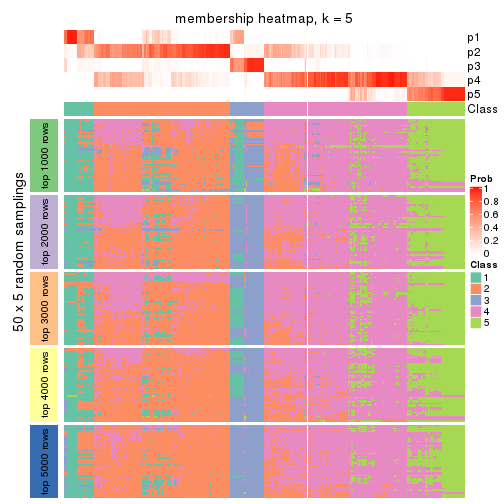 membership heatmap, k = 5
p1
p2
p3
p4
p5
Class
50 x 5 random samplings
top 1000 rows
top 2000 rows
top 3000 rows
top 4000 rows
top 5000 rows
Prob
1
0.8
0.6
0.4
0.2
0
Class
1
2
3
4
5